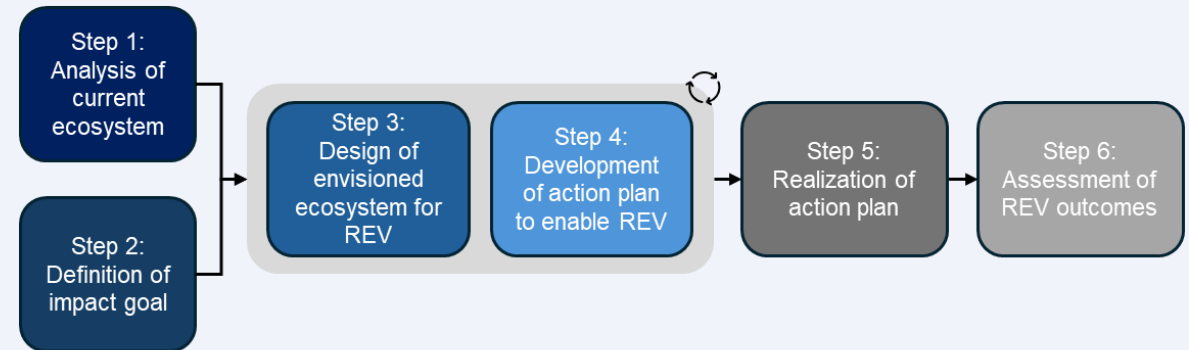 Step 1:
Analysis of
current
ecosystem
Step 2:
Definition of
impact goal
Step 3:
Design of
envisioned
ecosystem for
REV
Step 4:
Development
of action plan
to enable REV
Step 5:
Realization of
action plan
Step 6:
Assessment of
REV outcomes